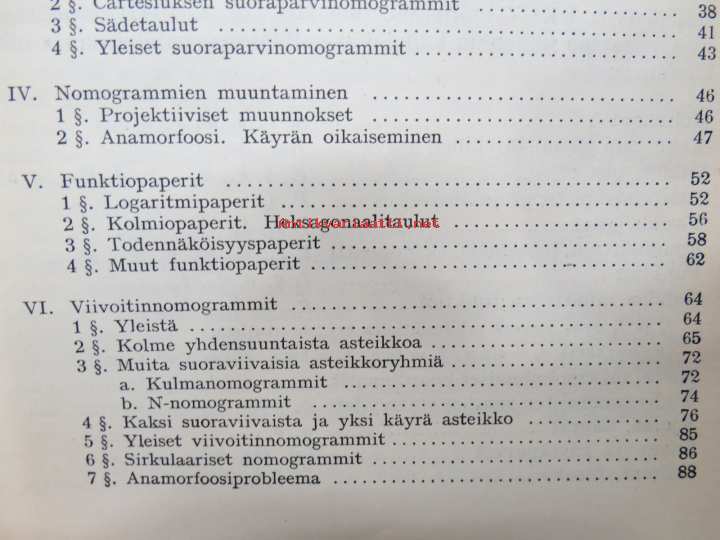 2 §. Cartesiuksen suoraparvinomogrammit ........ 38
3 §. Sädetaulut ........ 41
4 §. Yleiset suoraparvinomogrammit ........ 43
IV. Nomogrammien muuntaminen ........ 46
1 §. Projektiiviset muunnokset ........ 46
2 §. Anamorfoosi. Käyrän oikaiseminen ........ 47
V. Funktiopaperit ........ 52
1 §. Logaritmipaperit ........ 52
2 §. Kolmiopaperit. Heksagonaalitaulut ........ 56
3 §. Todennäköisyyspaperit ........ 58
4 §. Muut funktiopaperit ........ 62
VI. Viivoitinnomogrammit ........ 64
1 §. Yleistä ........ 64
2 §. Kolme yhdensuuntaista asteikkoa ........ 65
3 §. Muita suoraviivaisia asteikkoryhmiä ........ 72
a. Kulmanomogrammit ........ 72
b. N-nomogrammit ........ 74
4 §. Kaksi suoraviivaista ja yksi käyrä asteikko ........ 76
5 §. Yleiset viivoitinnomogrammit ........ 85
6 §. Sirkulaariset nomogrammit ........ 86
7 §. Anamorfoosiprobleema ........ 88